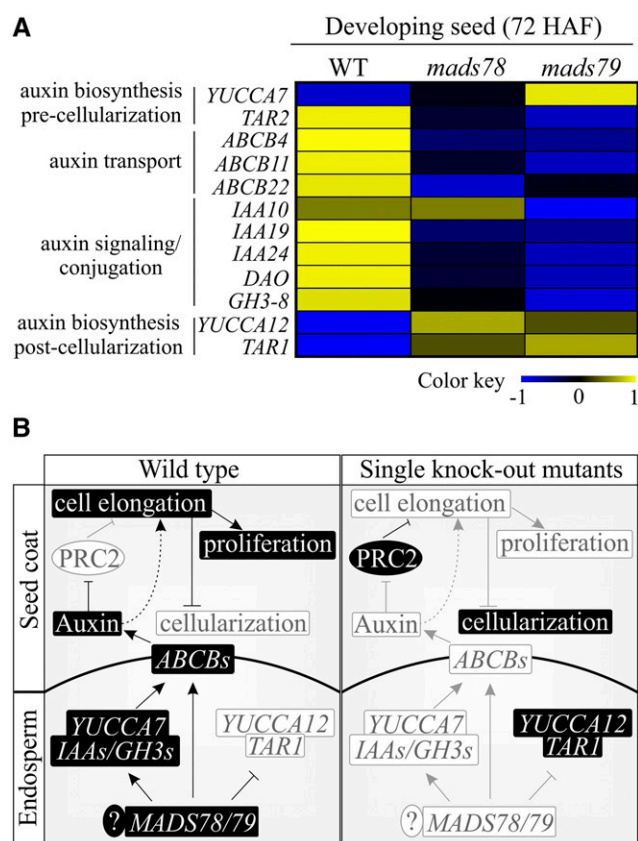 A
Developing seed (72 HAF)
WT mads78 mads79
auxin biosynthesis
pre-cellularization
YUCCA7
TAR2
auxin transport
ABCB4
ABCB11
ABCB22
auxin signaling/
conjugation
IAA10
IAA19
IAA24
DAO
GH3-8
auxin biosynthesis
post-cellularization
YUCCA12
TAR1
Color key
-1 0 1
B
Wild type
Single knock-out mutants
Seed coat
cell elongation
proliferation
PRC2
Auxin
cellularization
ABCBs
cell elongation
proliferation
PRC2
Auxin
cellularization
ABCBs
Endosperm
YUCCA7
IAAs/GH3s
YUCCA12
TAR1
? MADS78/79
YUCCA7
IAAs/GH3s
YUCCA12
TAR1
? MADS78/79